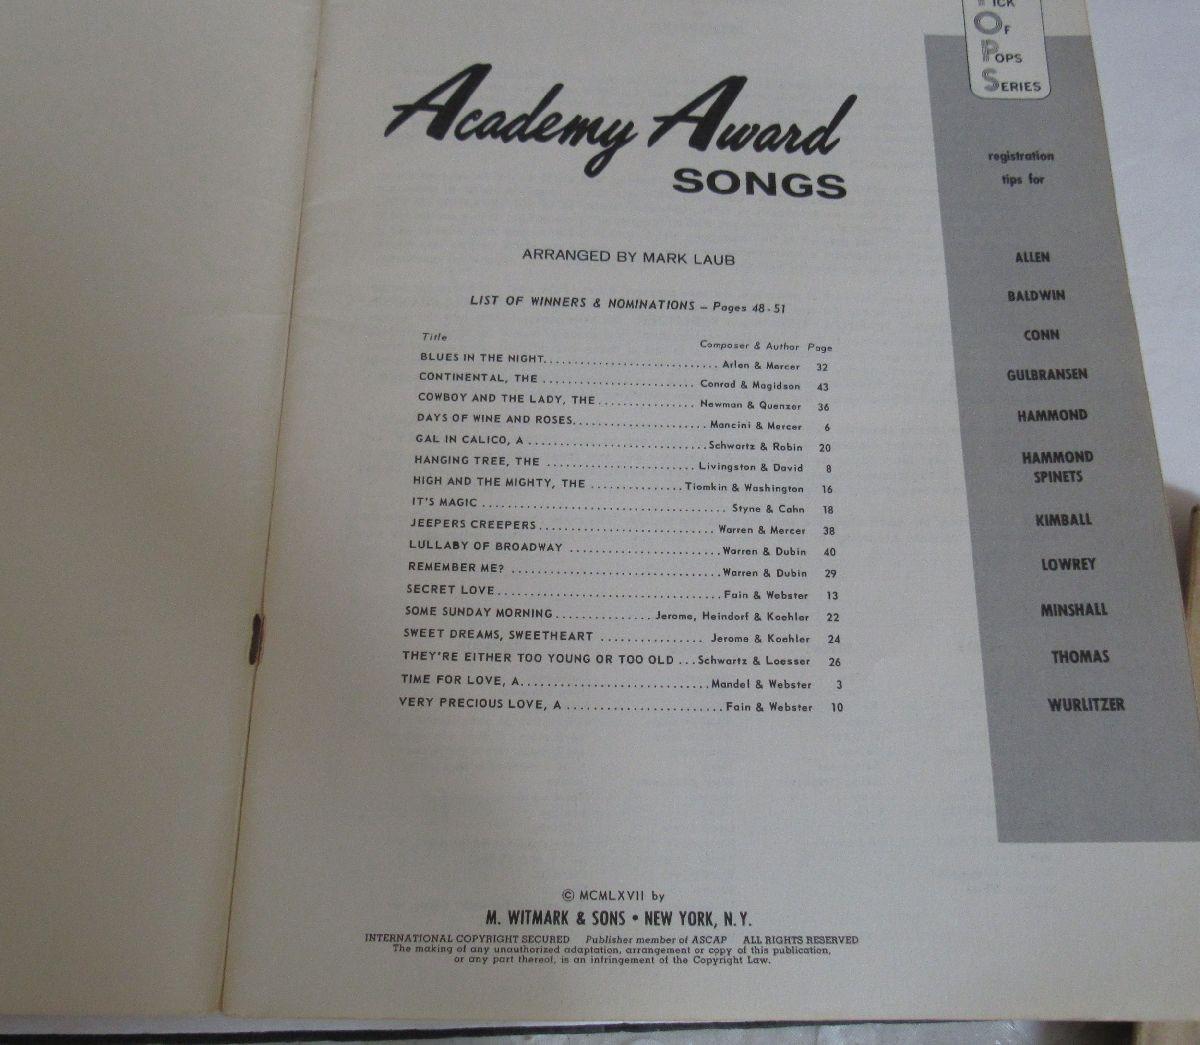 Academy Award
SONGS
ARRANGED BY MARK LAUB
LIST OF WINNERS & NOMINATIONS – Pages 48-51
Title Composer & Author Page
BLUES IN THE NIGHT. . . . . . . . . . . . . . . . . . . . . . . . . . . Arlen & Mercer 32
CONTINENTAL, THE . . . . . . . . . . . . . . . . . . . . . . . Conrad & Magidson 43
COWBOY AND THE LADY, THE . . . . . . . . . . . . . . . Newman & Quenzer 36
DAYS OF WINE AND ROSES. . . . . . . . . . . . . . . . . . . . . Mancini & Mercer 6
GAL IN CALICO, A . . . . . . . . . . . . . . . . . . . . . . . . . . . Schwartz & Robin 20
HANGING TREE, THE . . . . . . . . . . . . . . . . . . . . . . . Livingston & David 8
HIGH AND THE MIGHTY, THE . . . . . . . . . . . . . . Tiomkin & Washington 16
IT'S MAGIC . . . . . . . . . . . . . . . . . . . . . . . . . . . . . . . . . . . . . Styne & Cahn 18
JEEPERS CREEPERS . . . . . . . . . . . . . . . . . . . . . . . . . . . Warren & Mercer 38
LULLABY OF BROADWAY . . . . . . . . . . . . . . . . . . . . . . . Warren & Dubin 40
REMEMBER ME? . . . . . . . . . . . . . . . . . . . . . . . . . . . . . . . . Warren & Dubin 29
SECRET LOVE . . . . . . . . . . . . . . . . . . . . . . . . . . . . . . . . . . Fain & Webster 13
SOME SUNDAY MORNING . . . . . . . . . . . . . . . Jerome, Heindorf & Koehler 22
SWEET DREAMS, SWEETHEART . . . . . . . . . . . . . . . Jerome & Koehler 24
THEY'RE EITHER TOO YOUNG OR TOO OLD . . . Schwartz & Loesser 26
TIME FOR LOVE, A. . . . . . . . . . . . . . . . . . . . . . . . . . . . Mandel & Webster 3
VERY PRECIOUS LOVE, A . . . . . . . . . . . . . . . . . . . . . . . Fain & Webster 10
© MCMLXVII by
M. WITMARK & SONS • NEW YORK, N. Y.
INTERNATIONAL COPYRIGHT SECURED Publisher member of ASCAP ALL RIGHTS RESERVED
The making of any unauthorized adaptation, arrangement or copy of this publication,
or any part thereof, is an infringement of the Copyright Law.
OF
POPS
SERIES
registration
tips for
ALLEN
BALDWIN
CONN
GULBRANSEN
HAMMOND
HAMMOND
SPINETS
KIMBALL
LOWREY
MINSHALL
THOMAS
WURLITZER